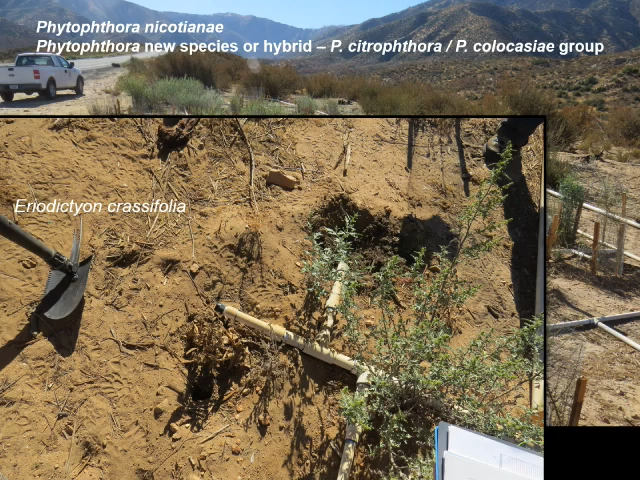 Phytophthora nicotianae
Phytophthora new species or hybrid – P. citrophthora / P. colocasiae group
Eriodictyon crassifolia